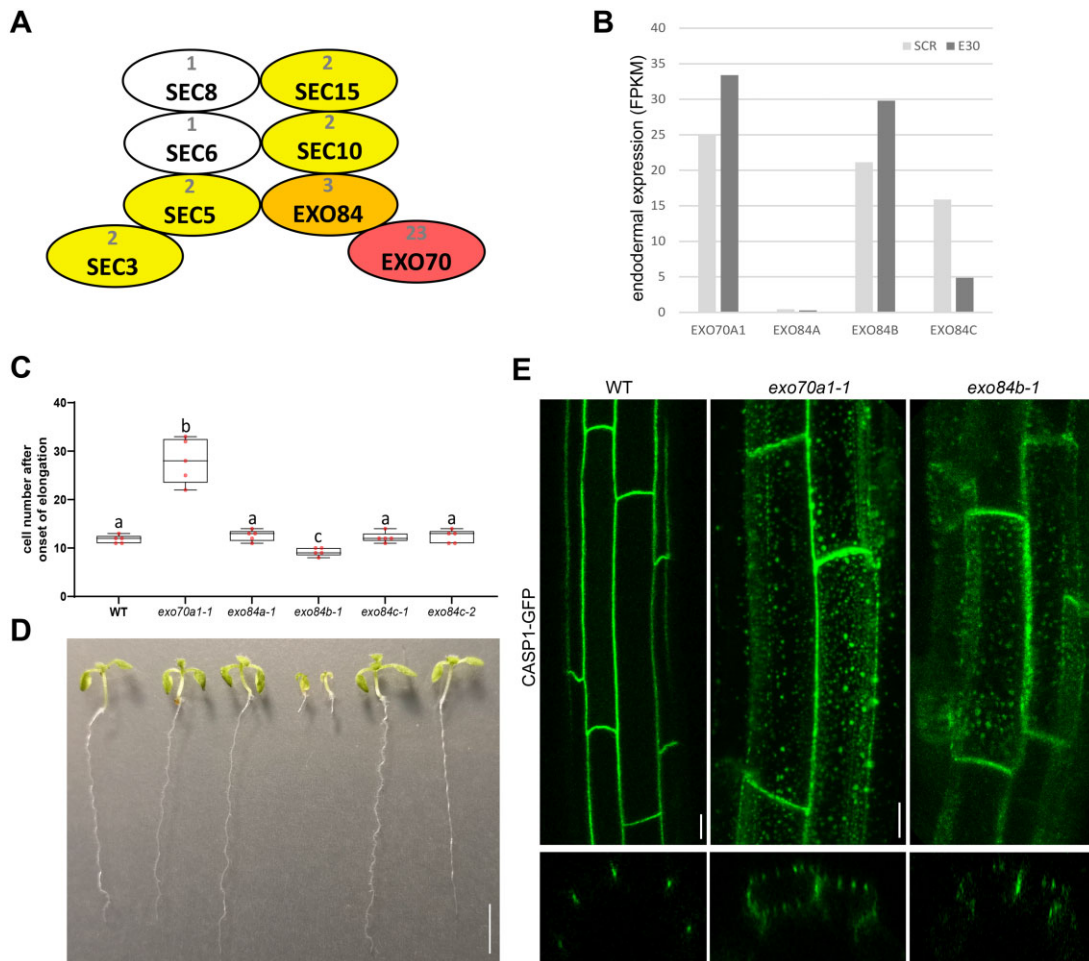 A
1
SEC8
2
SEC15
1
SEC6
2
SEC10
2
SEC5
3
EXO84
2
SEC3
23
EXO70
B
SCR E30
endodermal expression (FPKM)
40
35
30
25
20
15
10
5
0
EXO70A1 EXO84A EXO84B EXO84C
C
cell number after
onset of elongation
40
30
20
10
0
a
b
a
c
a
a
WT exo70a1-1 exo84a-1 exo84b-1 exo84c-1 exo84c-2
D
E
WT exo70a1-1 exo84b-1
CASP1-GFP